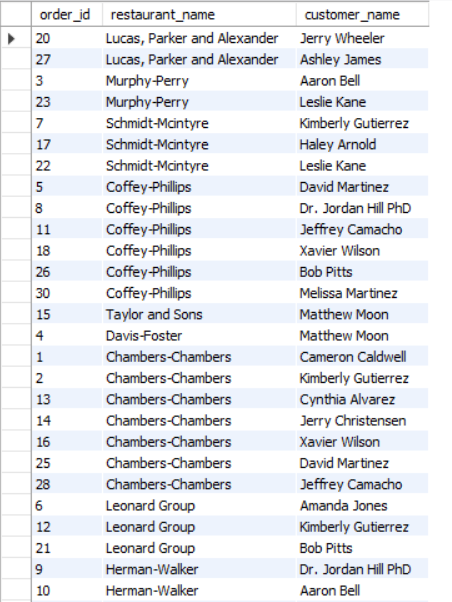 order_id restaurant_name customer_name
20 Lucas, Parker and Alexander Jerry Wheeler
27 Lucas, Parker and Alexander Ashley James
3 Murphy-Perry Aaron Bell
23 Murphy-Perry Leslie Kane
7 Schmidt-Mcintyre Kimberly Gutierrez
17 Schmidt-Mcintyre Haley Arnold
22 Schmidt-Mcintyre Leslie Kane
5 Coffey-Phillips David Martinez
8 Coffey-Phillips Dr. Jordan Hill PhD
11 Coffey-Phillips Jeffrey Camacho
18 Coffey-Phillips Xavier Wilson
26 Coffey-Phillips Bob Pitts
30 Coffey-Phillips Melissa Martinez
15 Taylor and Sons Matthew Moon
4 Davis-Foster Matthew Moon
1 Chambers-Chambers Cameron Caldwell
2 Chambers-Chambers Kimberly Gutierrez
13 Chambers-Chambers Cynthia Alvarez
14 Chambers-Chambers Jerry Christensen
16 Chambers-Chambers Xavier Wilson
25 Chambers-Chambers David Martinez
28 Chambers-Chambers Jeffrey Camacho
6 Leonard Group Amanda Jones
12 Leonard Group Kimberly Gutierrez
21 Leonard Group Bob Pitts
9 Herman-Walker Dr. Jordan Hill PhD
10 Herman-Walker Aaron Bell